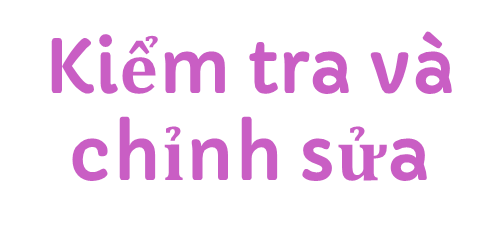 Kiểm tra và
chỉnh sửa